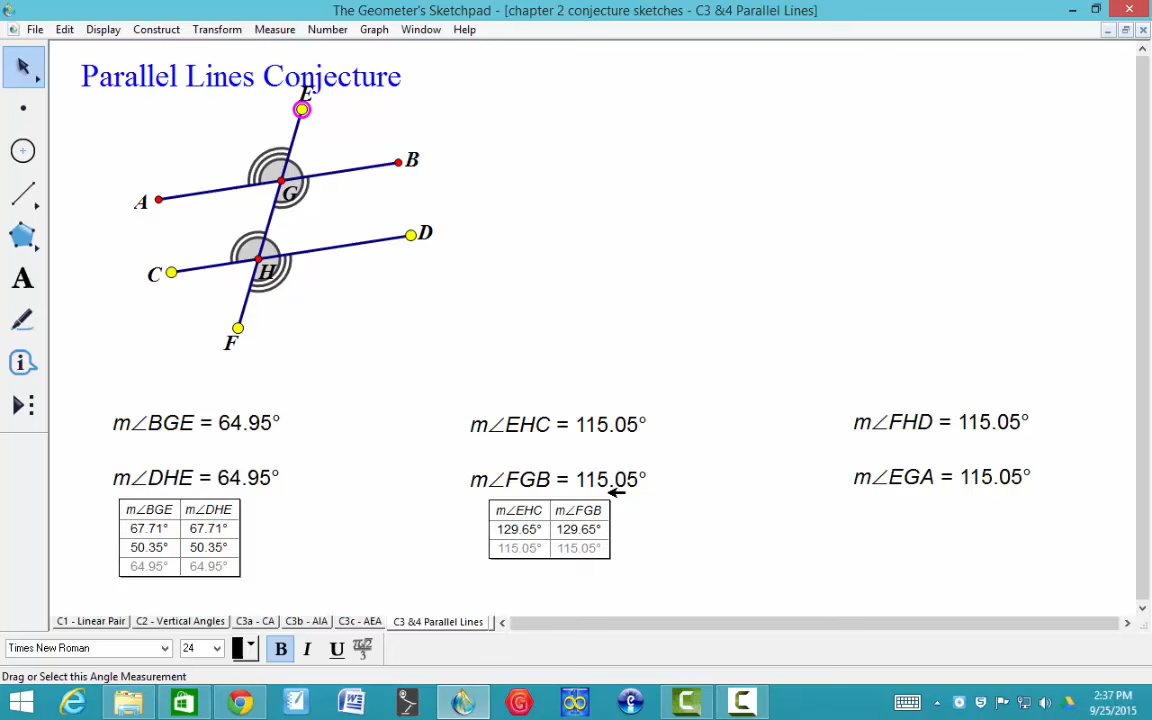 The Geometer's Sketchpad - [chapter 2 conjecture sketches - C3 &4 Parallel Lines]
File Edit Display Construct Transform Measure Number Graph Window Help
Parallel Lines Conjecture
E
B
G
A
D
H
C
F
m∠BGE = 64.95°
m∠EHC = 115.05°
m∠FHD = 115.05°
m∠DHE = 64.95°
m∠FGB = 115.05°
m∠EGA = 115.05°
m∠BGE m∠DHE
67.71° 67.71°
50.35° 50.35°
64.95° 64.95°
m∠EHC m∠FGB
129.65° 129.65°
115.05° 115.05°
C1 - Linear Pair C2 - Vertical Angles C3a - CA C3b - AIA C3c - AEA C3 &4 Parallel Lines
Times New Roman 24 B I U
Drag or Select this Angle Measurement
2:37 PM
9/25/2015